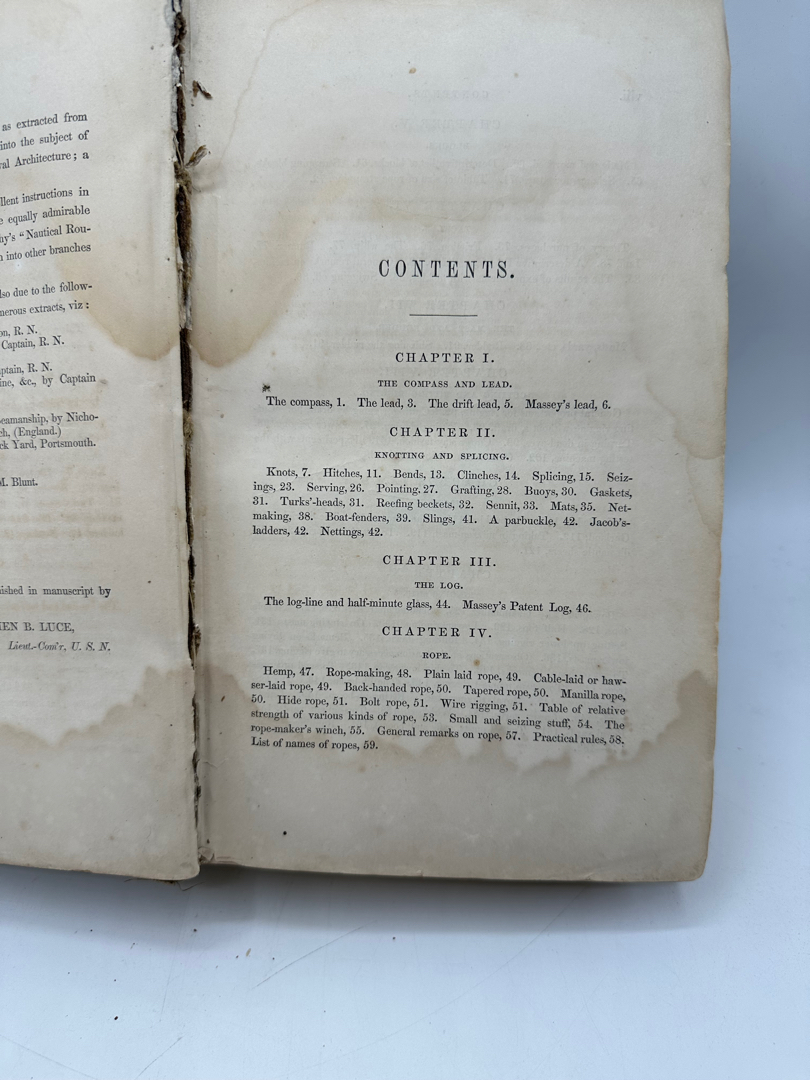 as extracted from
into the subject of
al Architecture; a
llent instructions in
equally admirable
y's "Nautical Rou-
into other branches
lso due to the follow-
nerous extracts, viz:
on, R. N.
Captain, R. N.
ptain, R. N.
ine, &c., by Captain
eamanship, by Nicho-
ch, (England.)
ck Yard, Portsmouth.
M. Blunt.
ished in manuscript by
EN B. LUCE,
Lieut.-Com'r, U. S. N.
CONTENTS.
CHAPTER I.
THE COMPASS AND LEAD.
The compass, 1. The lead, 3. The drift lead, 5. Massey's lead, 6.
CHAPTER II.
KNOTTING AND SPLICING.
Knots, 7. Hitches, 11. Bends, 13. Clinches, 14. Splicing, 15. Seiz-
ings, 23. Serving, 26. Pointing. 27. Grafting, 28. Buoys, 30. Gaskets,
31. Turks'-heads, 31. Reefing beckets, 32. Sennit, 33. Mats, 35. Net-
making, 38. Boat-fenders, 39. Slings, 41. A parbuckle, 42. Jacob's-
ladders, 42. Nettings, 42.
CHAPTER III.
THE LOG.
The log-line and half-minute glass, 44. Massey's Patent Log, 46.
CHAPTER IV.
ROPE.
Hemp, 47. Rope-making, 48. Plain laid rope, 49. Cable-laid or haw-
ser-laid rope, 49. Back-handed rope, 50. Tapered rope, 50. Manilla rope,
50. Hide rope, 51. Bolt rope, 51. Wire rigging, 51. Table of relative
strength of various kinds of rope, 53. Small and seizing stuff, 54. The
rope-maker's winch, 55. General remarks on rope, 57. Practical rules, 58.
List of names of ropes, 59.